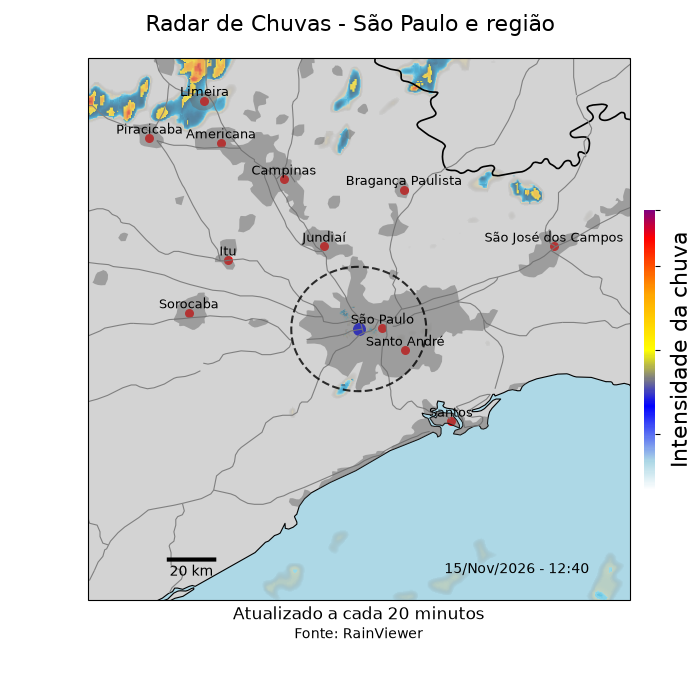 Radar de Chuvas - São Paulo e região
Limeira
Piracicaba
Americana
Campinas
Bragança Paulista
Jundiaí
São José dos Campos
Itu
Sorocaba
São Paulo
Santo André
Santos
Intensidade da chuva
15/Nov/2026 - 12:40
20 km
Atualizado a cada 20 minutos
Fonte: RainViewer